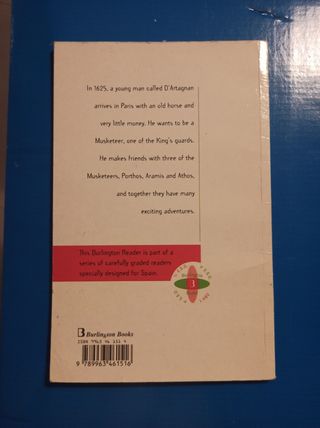 In 1625, a young man called D'Artagnan
arrives in Paris with an old horse and
very little money. He wants to be a
Musketeer, one of the King's guards.
He makes friends with three of the
Musketeers, Porthos, Aramis and Athos,
and together they have many
exciting adventures.
This Burlington Reader is part of a
series of carefully graded readers
specially designed for Spain.
3
B Burlington Books
9 789963 461516